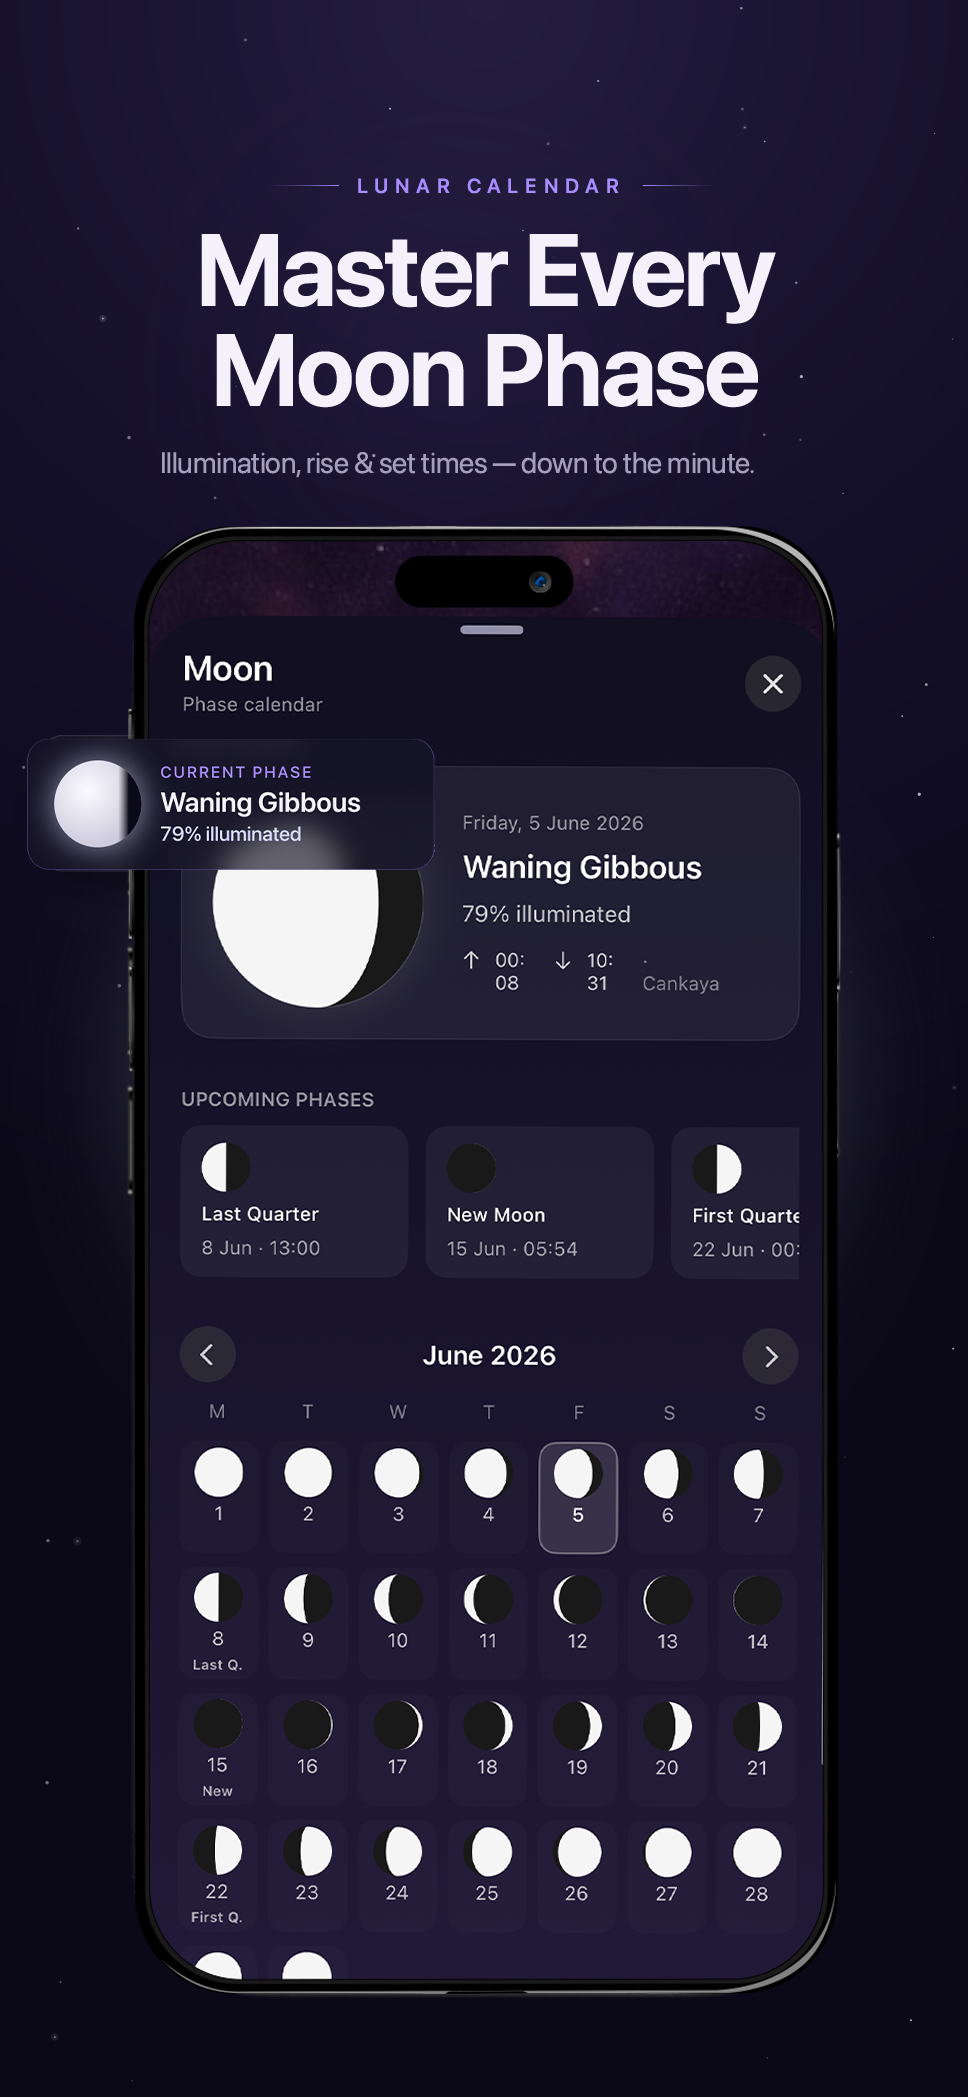 LUNAR CALENDAR
Master Every
Moon Phase
Illumination, rise & set times — down to the minute.
Moon
Phase calendar
CURRENT PHASE
Waning Gibbous
79% illuminated
Friday, 5 June 2026
Waning Gibbous
79% illuminated
↑ 00:08 ↓ 10:31 · Cankaya
UPCOMING PHASES
Last Quarter
8 Jun · 13:00
New Moon
15 Jun · 05:54
First Quarte
22 Jun · 00:
June 2026
M T W T F S S
1 2 3 4 5 6 7
8 9 10 11 12 13 14
Last Q.
15 16 17 18 19 20 21
New
22 23 24 25 26 27 28
First Q.